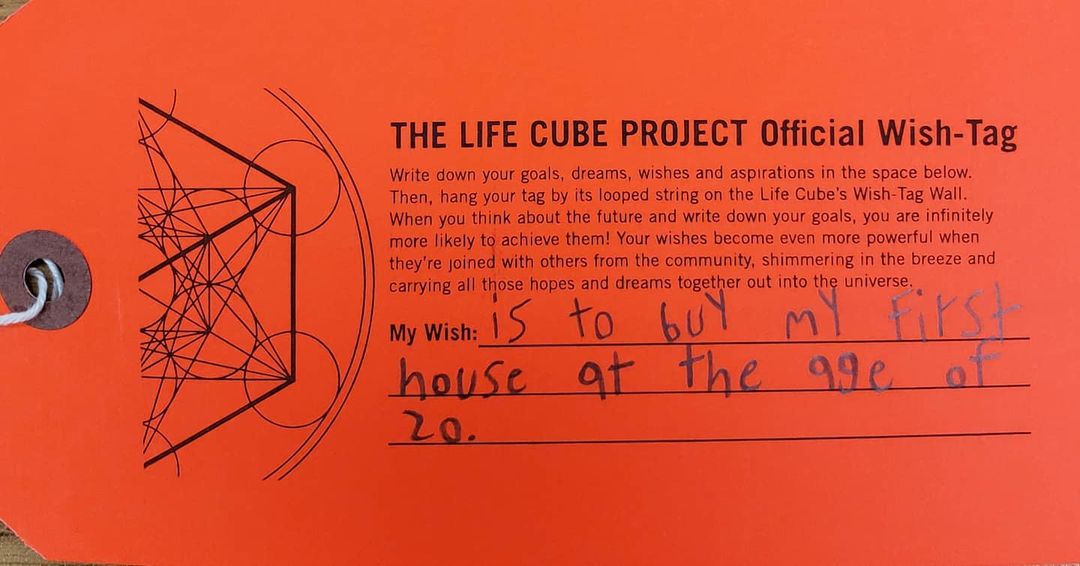 THE LIFE CUBE PROJECT Official Wish-Tag
Write down your goals, dreams, wishes and aspirations in the space below.
Then, hang your tag by its looped string on the Life Cube's Wish-Tag Wall.
When you think about the future and write down your goals, you are infinitely
more likely to achieve them! Your wishes become even more powerful when
they're joined with others from the community, shimmering in the breeze and
carrying all those hopes and dreams together out into the universe.
My Wish: is to buy my first
house at the age of
20.